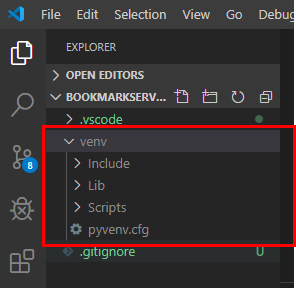 File Edit Selection View Go Debug
EXPLORER
OPEN EDITORS
BOOKMARKSERV...
.vscode
venv
Include
Lib
Scripts
pyvenv.cfg
8
.gitignore U